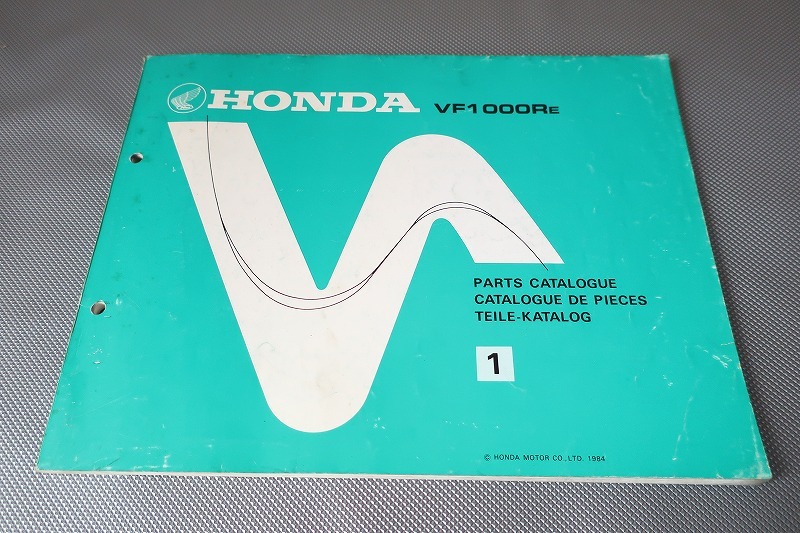 HONDA VF1000RE
PARTS CATALOGUE
CATALOGUE DE PIECES
TEILE-KATALOG
1
© HONDA MOTOR CO.,LTD. 1984